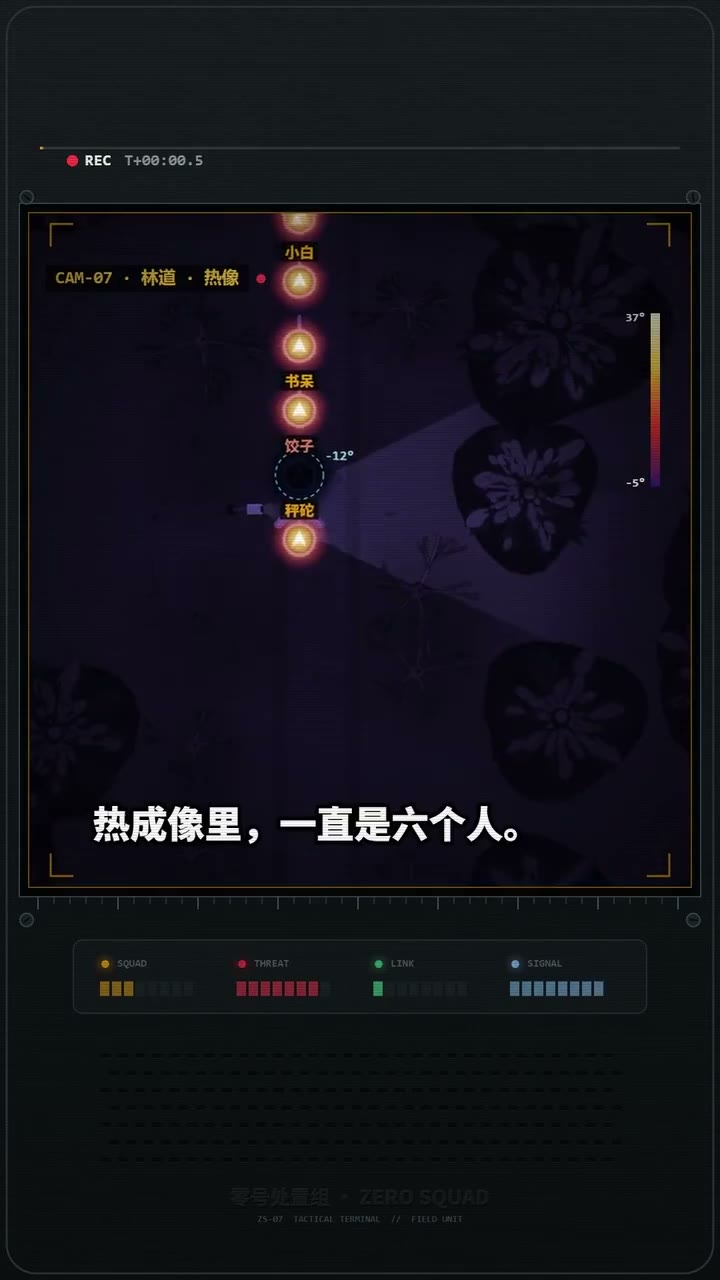 REC T+00:00.5
小白
CAM-07 · 林道 · 热像
37°
书呆
饺子
-12°
-5°
秤砣
热成像里，一直是六个人。
SQUAD THREAT LINK SIGNAL
零号处置组 · ZERO SQUAD
ZS-07 TACTICAL TERMINAL // FIELD UNIT